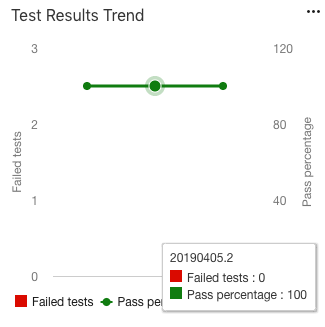 Test Results Trend
3
120
2
80
1
40
0
Failed tests
Pass percentage
20190405.2
Failed tests : 0
Pass percentage : 100
Failed tests
Pass pe